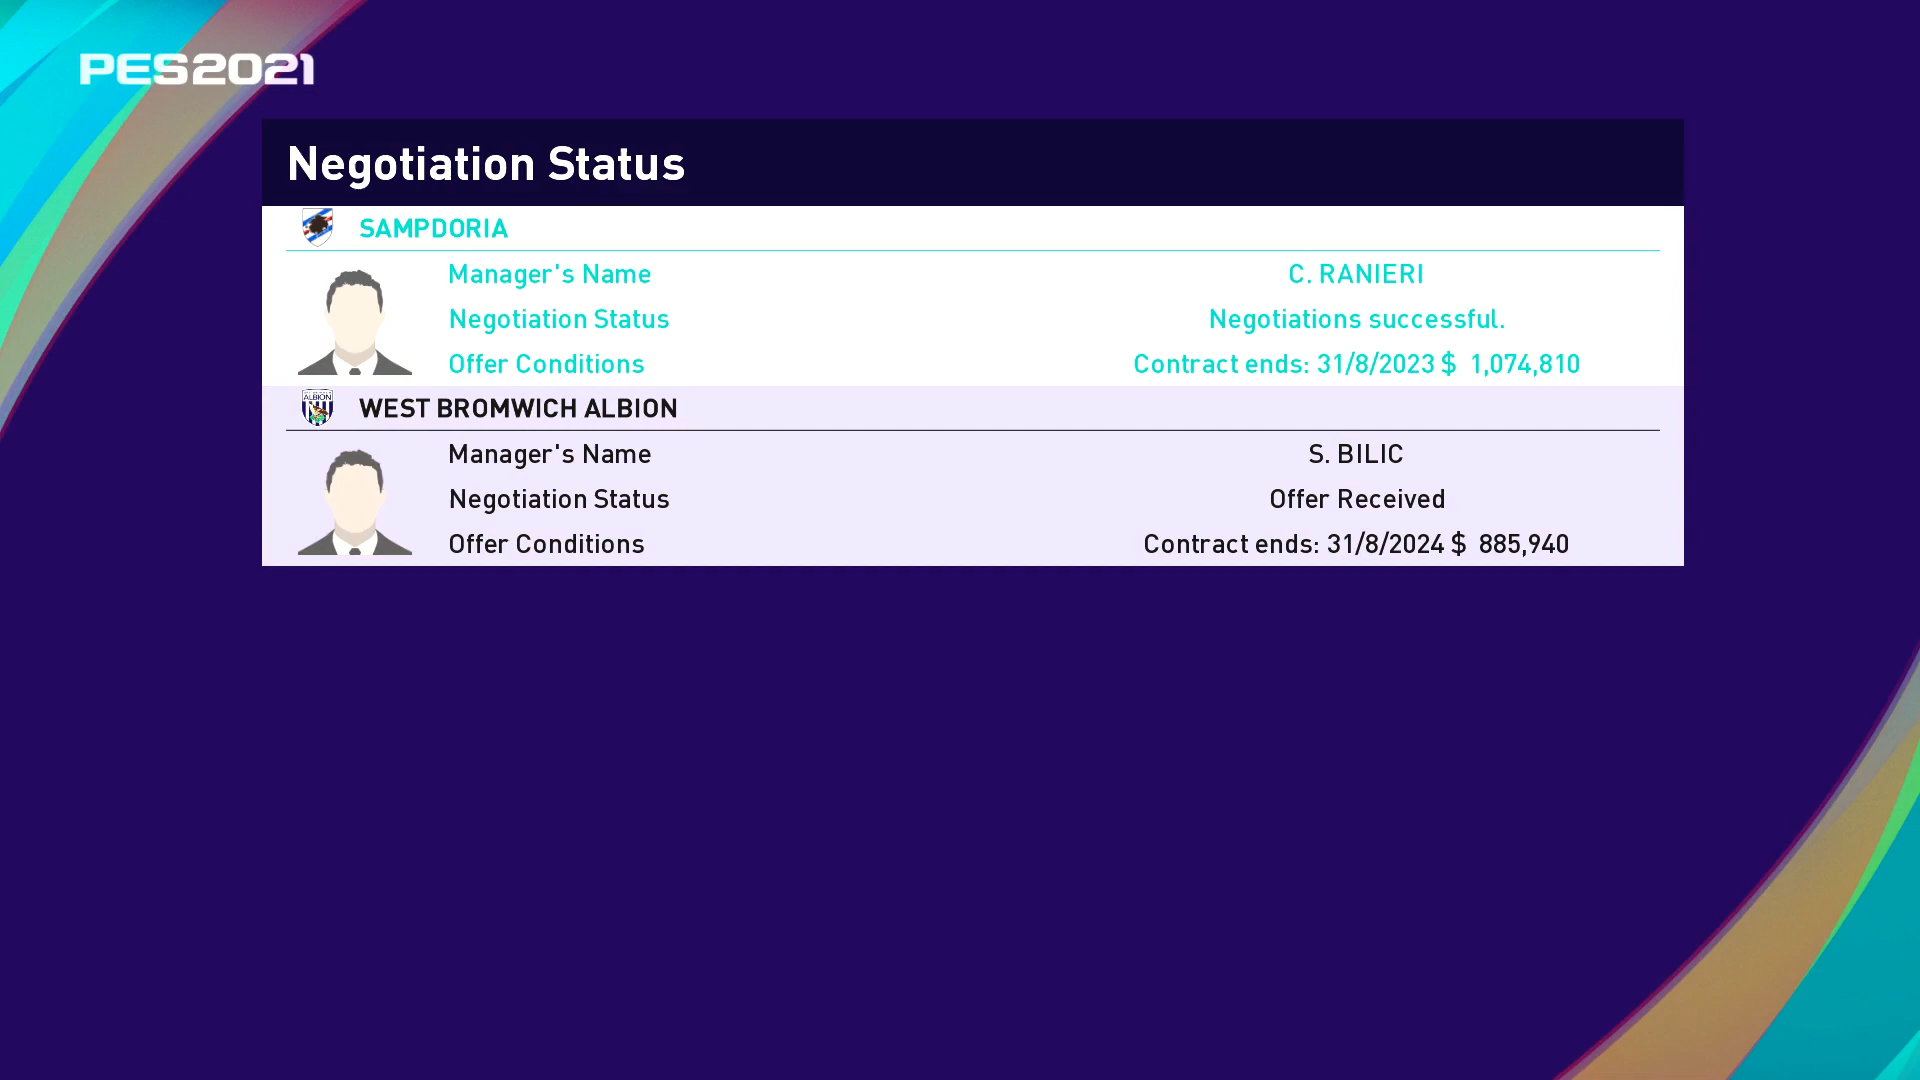 PES2021
Negotiation Status
SAMPDORIA
Manager's Name C. RANIERI
Negotiation Status Negotiations successful.
Offer Conditions Contract ends: 31/8/2023 $ 1,074,810
ALBION WEST BROMWICH ALBION
Manager's Name S. BILIC
Negotiation Status Offer Received
Offer Conditions Contract ends: 31/8/2024 $ 885,940